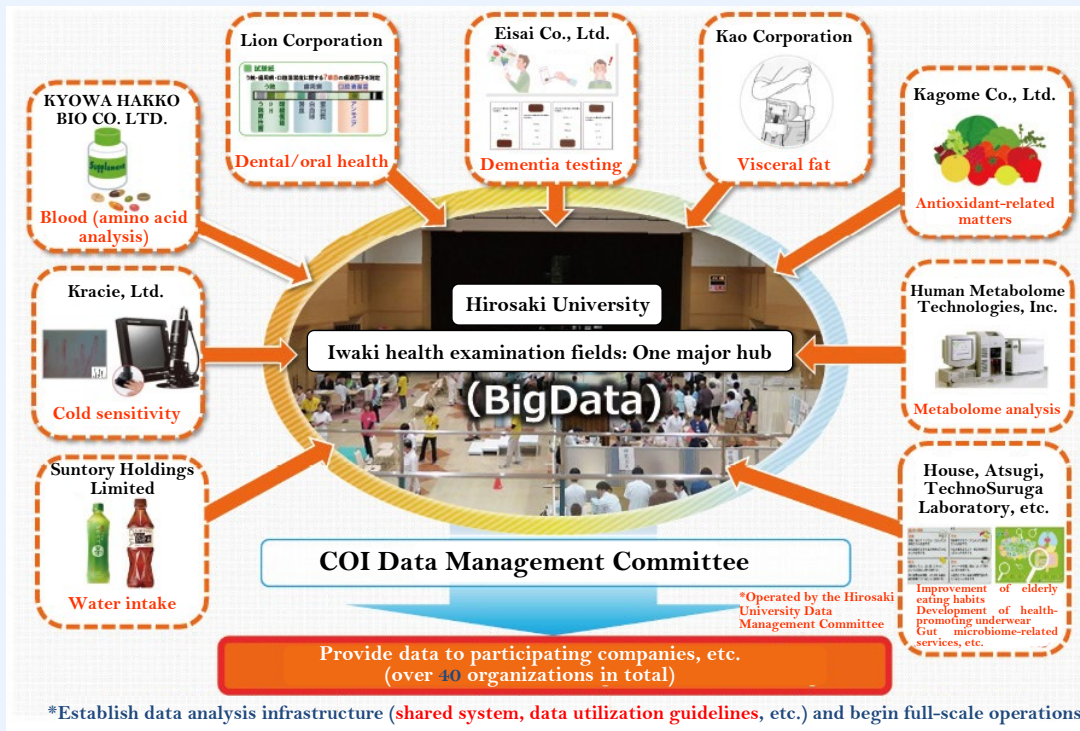 Lion Corporation
試験紙
Dental/oral health
Eisai Co., Ltd.
Dementia testing
Kao Corporation
Visceral fat
KYOWA HAKKO
BIO CO. LTD.
Supplement
Blood (amino acid
analysis)
Kagome Co., Ltd.
Antioxidant-related
matters
Kracie, Ltd.
Cold sensitivity
Hirosaki University
Iwaki health examination fields: One major hub
(BigData)
Human Metabolome
Technologies, Inc.
Metabolome analysis
Suntory Holdings
Limited
Water intake
House, Atsugi,
TechnoSuruga
Laboratory, etc.
Improvement of elderly
eating habits
Development of health-
promoting underwear
Gut microbiome-related
services, etc.
COI Data Management Committee
*Operated by the Hirosaki
University Data
Management Committee
Provide data to participating companies, etc.
(over 40 organizations in total)
*Establish data analysis infrastructure (shared system, data utilization guidelines, etc.) and begin full-scale operations